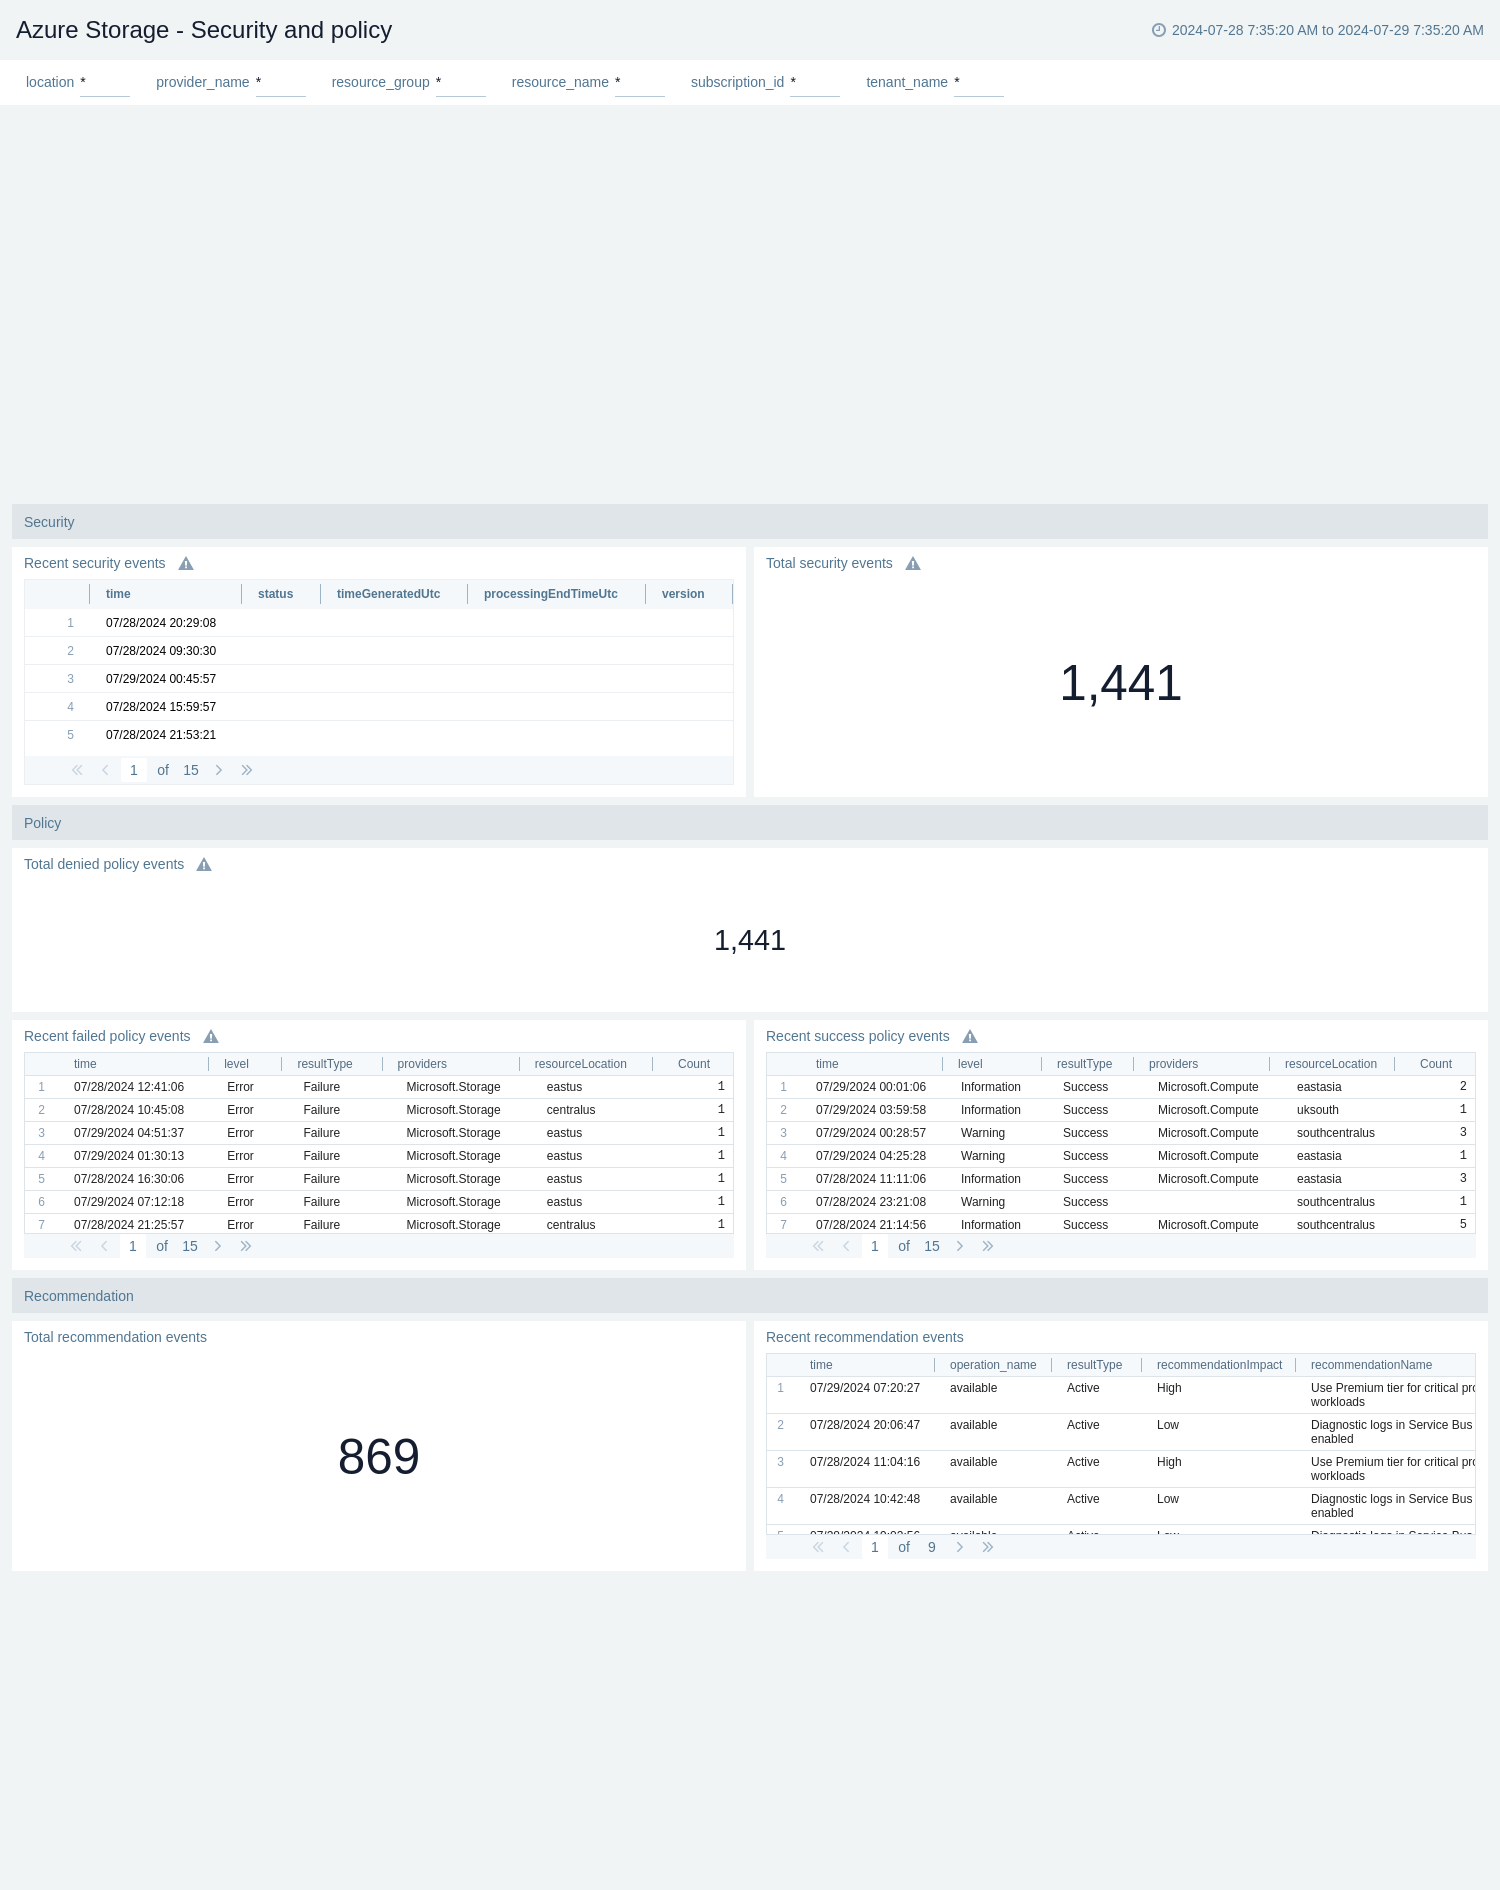 Azure Storage - Security and policy
2024-07-28 7:35:20 AM to 2024-07-29 7:35:20 AM
location * provider_name * resource_group * resource_name * subscription_id * tenant_name *
Security
Recent security events
time status timeGeneratedUtc processingEndTimeUtc version
1 07/28/2024 20:29:08
2 07/28/2024 09:30:30
3 07/29/2024 00:45:57
4 07/28/2024 15:59:57
5 07/28/2024 21:53:21
1 of 15
Total security events
1,441
Policy
Total denied policy events
1,441
Recent failed policy events
time level resultType providers resourceLocation Count
1 07/28/2024 12:41:06 Error Failure Microsoft.Storage eastus 1
2 07/28/2024 10:45:08 Error Failure Microsoft.Storage centralus 1
3 07/29/2024 04:51:37 Error Failure Microsoft.Storage eastus 1
4 07/29/2024 01:30:13 Error Failure Microsoft.Storage eastus 1
5 07/28/2024 16:30:06 Error Failure Microsoft.Storage eastus 1
6 07/29/2024 07:12:18 Error Failure Microsoft.Storage eastus 1
7 07/28/2024 21:25:57 Error Failure Microsoft.Storage centralus 1
1 of 15
Recent success policy events
time level resultType providers resourceLocation Count
1 07/29/2024 00:01:06 Information Success Microsoft.Compute eastasia 2
2 07/29/2024 03:59:58 Information Success Microsoft.Compute uksouth 1
3 07/29/2024 00:28:57 Warning Success Microsoft.Compute southcentralus 3
4 07/29/2024 04:25:28 Warning Success Microsoft.Compute eastasia 1
5 07/28/2024 11:11:06 Information Success Microsoft.Compute eastasia 3
6 07/28/2024 23:21:08 Warning Success southcentralus 1
7 07/28/2024 21:14:56 Information Success Microsoft.Compute southcentralus 5
1 of 15
Recommendation
Total recommendation events
869
Recent recommendation events
time operation_name resultType recommendationImpact recommendationName
1 07/29/2024 07:20:27 available Active High Use Premium tier for critical
workloads
2 07/28/2024 20:06:47 available Active Low Diagnostic logs in Service Bus
enabled
3 07/28/2024 11:04:16 available Active High Use Premium tier for critical
workloads
4 07/28/2024 10:42:48 available Active Low Diagnostic logs in Service Bus
enabled
1 of 9